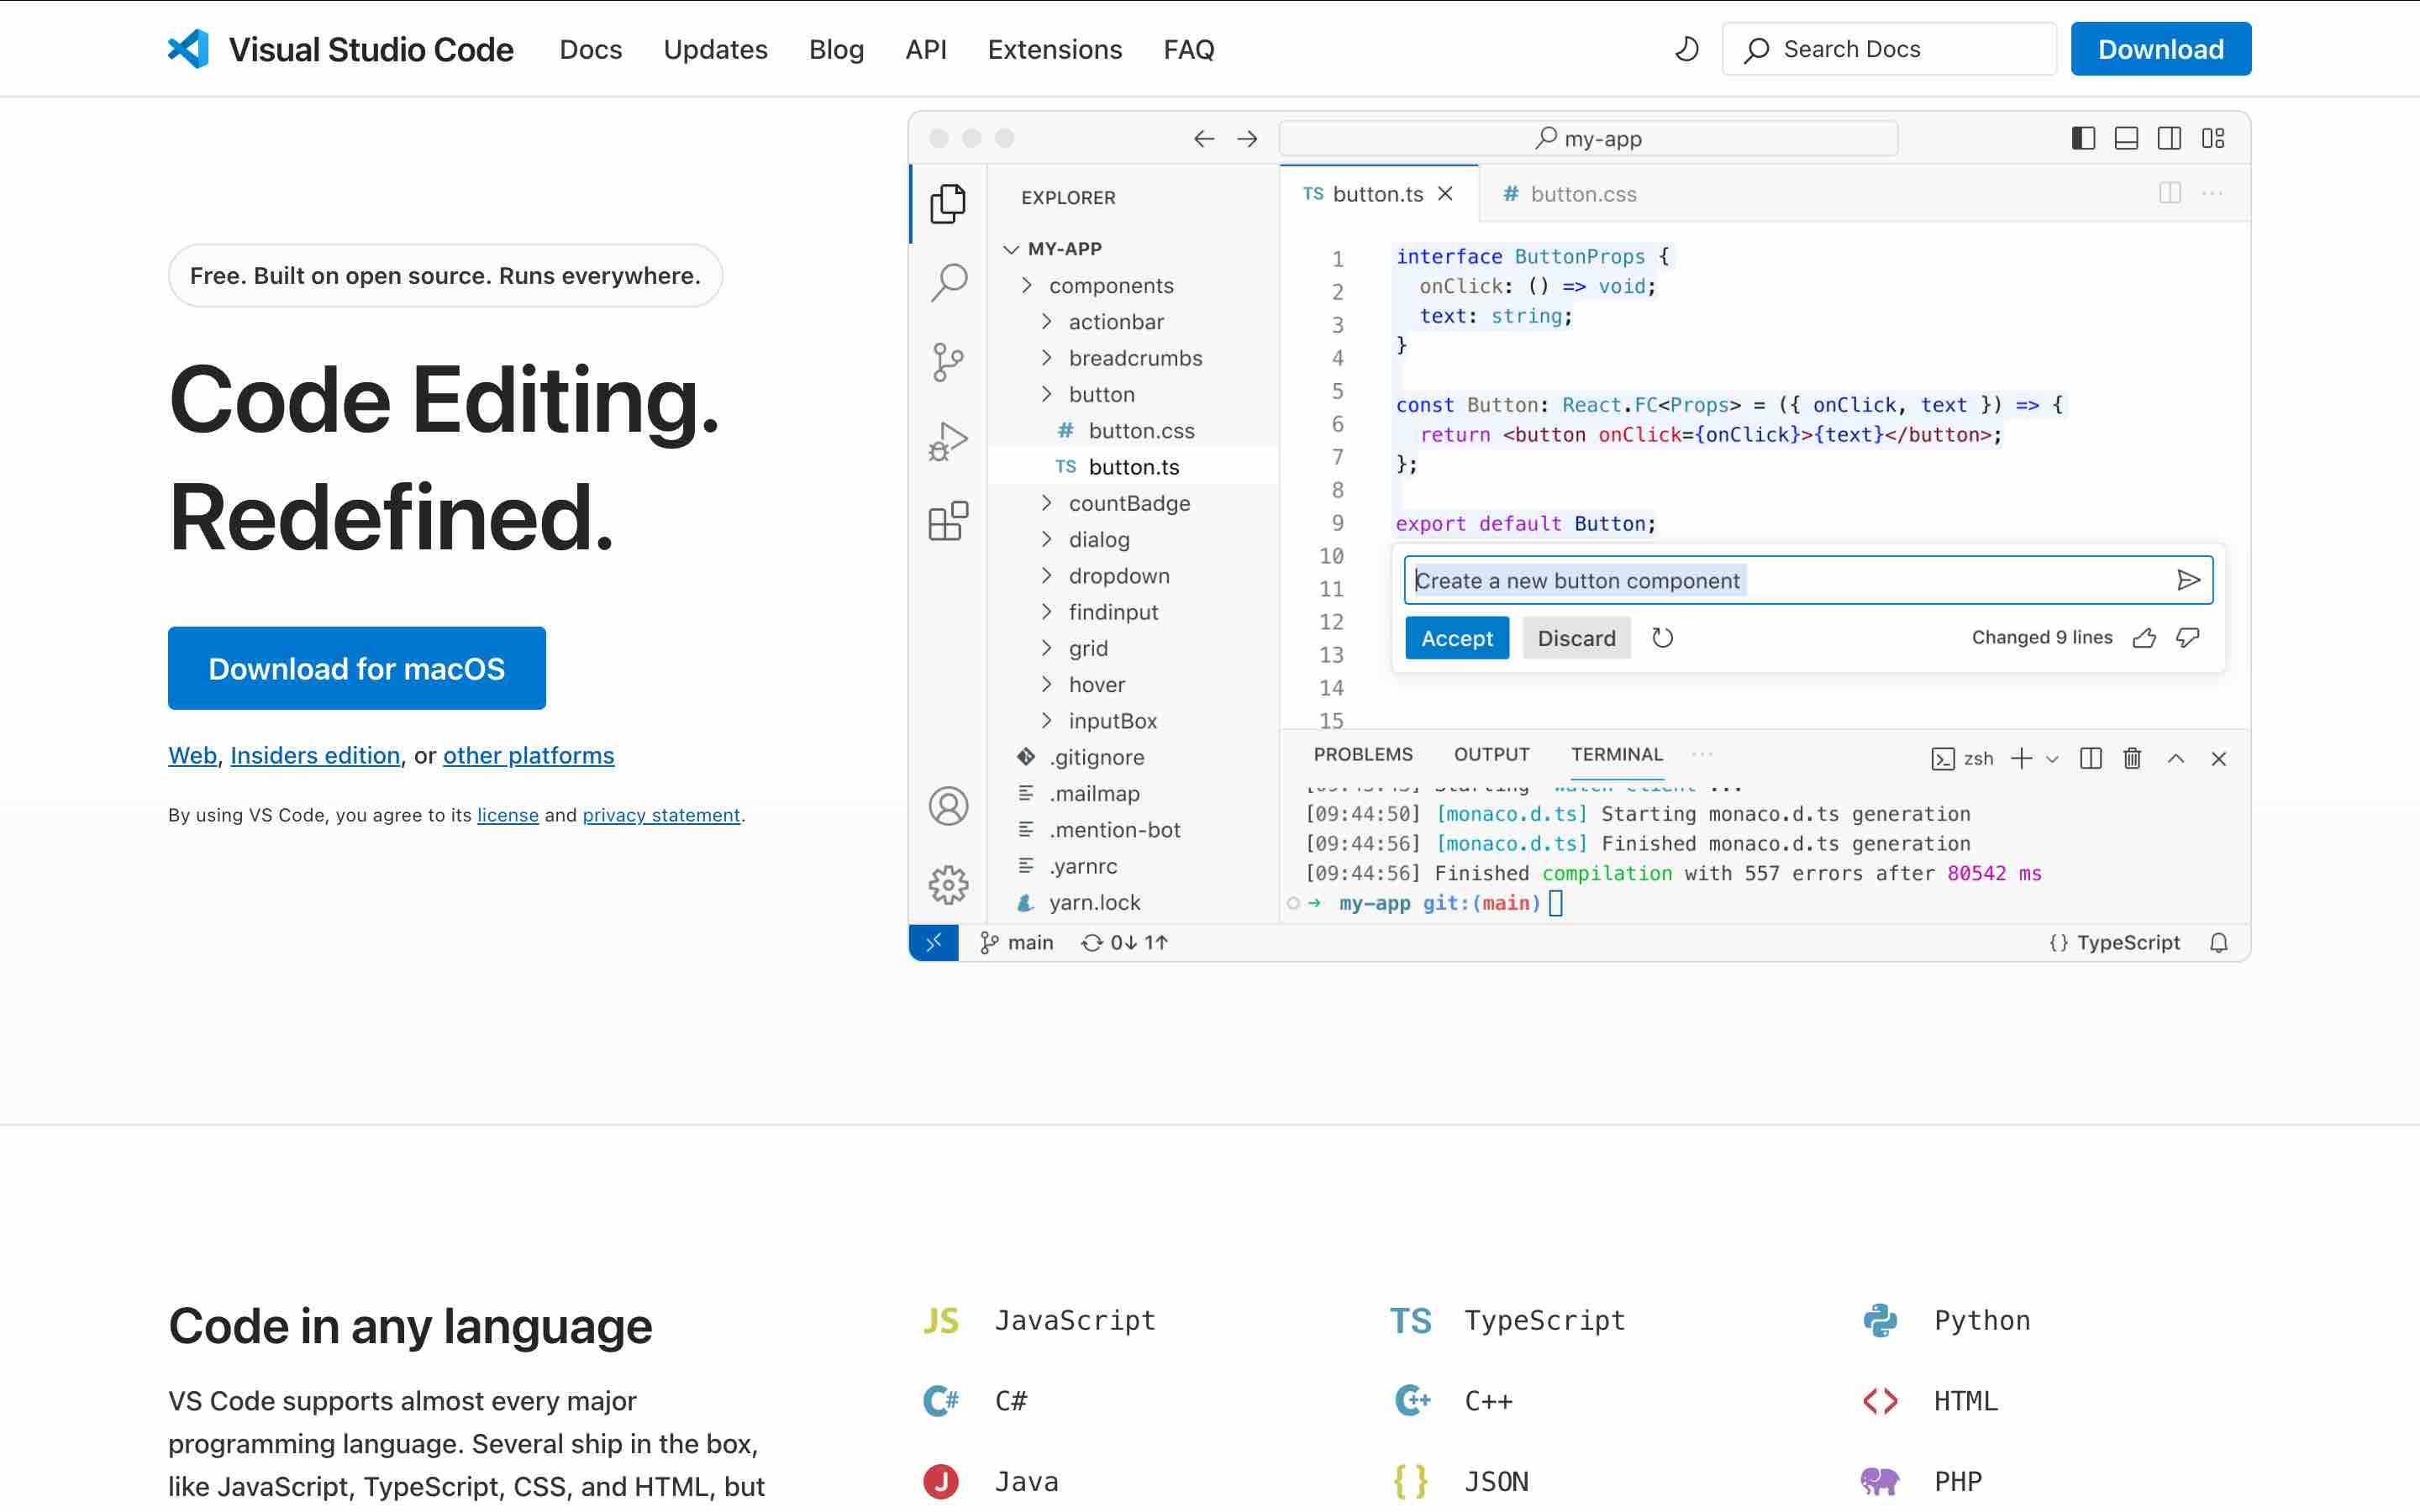 Visual Studio Code Docs Updates Blog API Extensions FAQ Search Docs Download
Free. Built on open source. Runs everywhere.
Code Editing.
Redefined.
Download for macOS
Web, Insiders edition, or other platforms
By using VS Code, you agree to its license and privacy statement.
my-app
EXPLORER
MY-APP
components
actionbar
breadcrumbs
button
# button.css
TS button.ts
countBadge
dialog
dropdown
findinput
grid
hover
inputBox
.gitignore
.mailmap
.mention-bot
.yarnrc
yarn.lock
TS button.ts # button.css
1 interface ButtonProps {
2 onClick: () => void;
3 text: string;
4 }
5
6 const Button: React.FC<Props> = ({ onClick, text }) => {
7 return <button onClick={onClick}>{text}</button>;
8 };
9 export default Button;
10
11
12
13
14
15
Create a new button component
Accept Discard Changed 9 lines
PROBLEMS OUTPUT TERMINAL ··· zsh
[09:44:50] [monaco.d.ts] Starting monaco.d.ts generation
[09:44:56] [monaco.d.ts] Finished monaco.d.ts generation
[09:44:56] Finished compilation with 557 errors after 80542 ms
→ my-app git:(main)
main 0↓ 1↑ {} TypeScript
Code in any language
VS Code supports almost every major
programming language. Several ship in the box,
like JavaScript, TypeScript, CSS, and HTML, but
JS JavaScript TS TypeScript Python
C# C# C++ C++ <> HTML
J Java {} JSON PHP